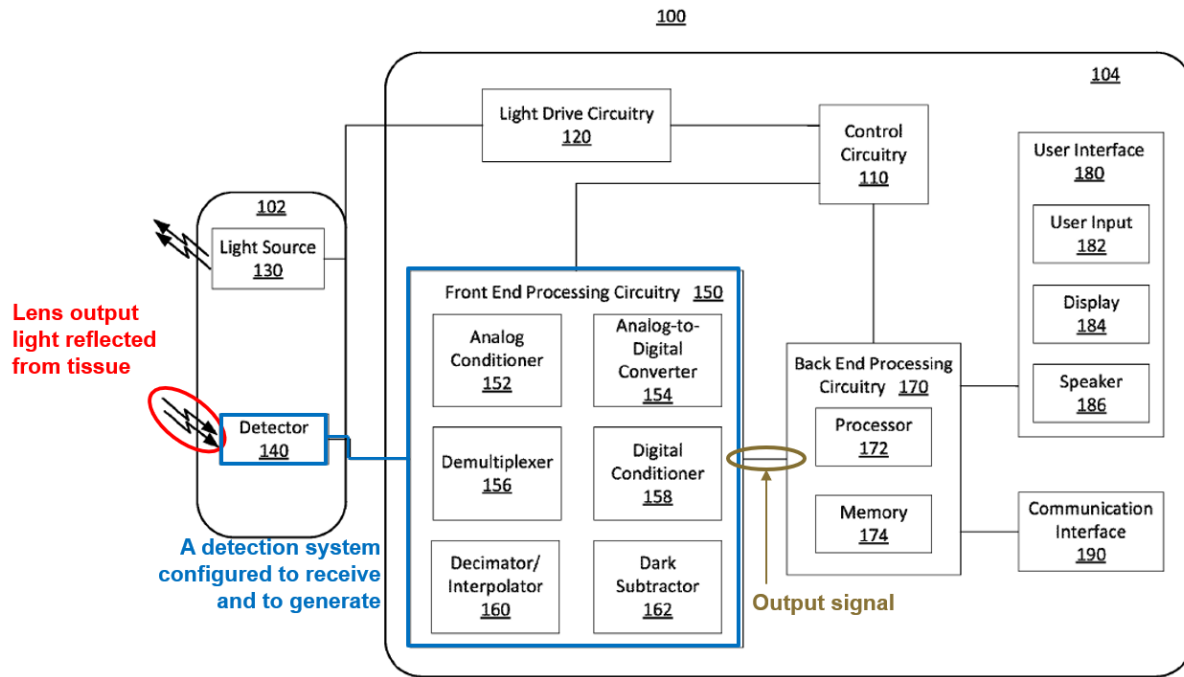 100
104
Light Drive Circuitry
120
Control
Circuitry
110
User Interface
180
User Input
182
Display
184
Speaker
186
102
Light Source
130
Lens output
light reflected
from tissue
Detector
140
Front End Processing Circuitry 150
Analog
Conditioner
152
Analog-to-
Digital
Converter
154
Demultiplexer
156
Digital
Conditioner
158
Decimator/
Interpolator
160
Dark
Subtractor
162
Back End Processing
Circuitry 170
Processor
172
Memory
174
Communication
Interface
190
A detection system
configured to receive
and to generate
Output signal